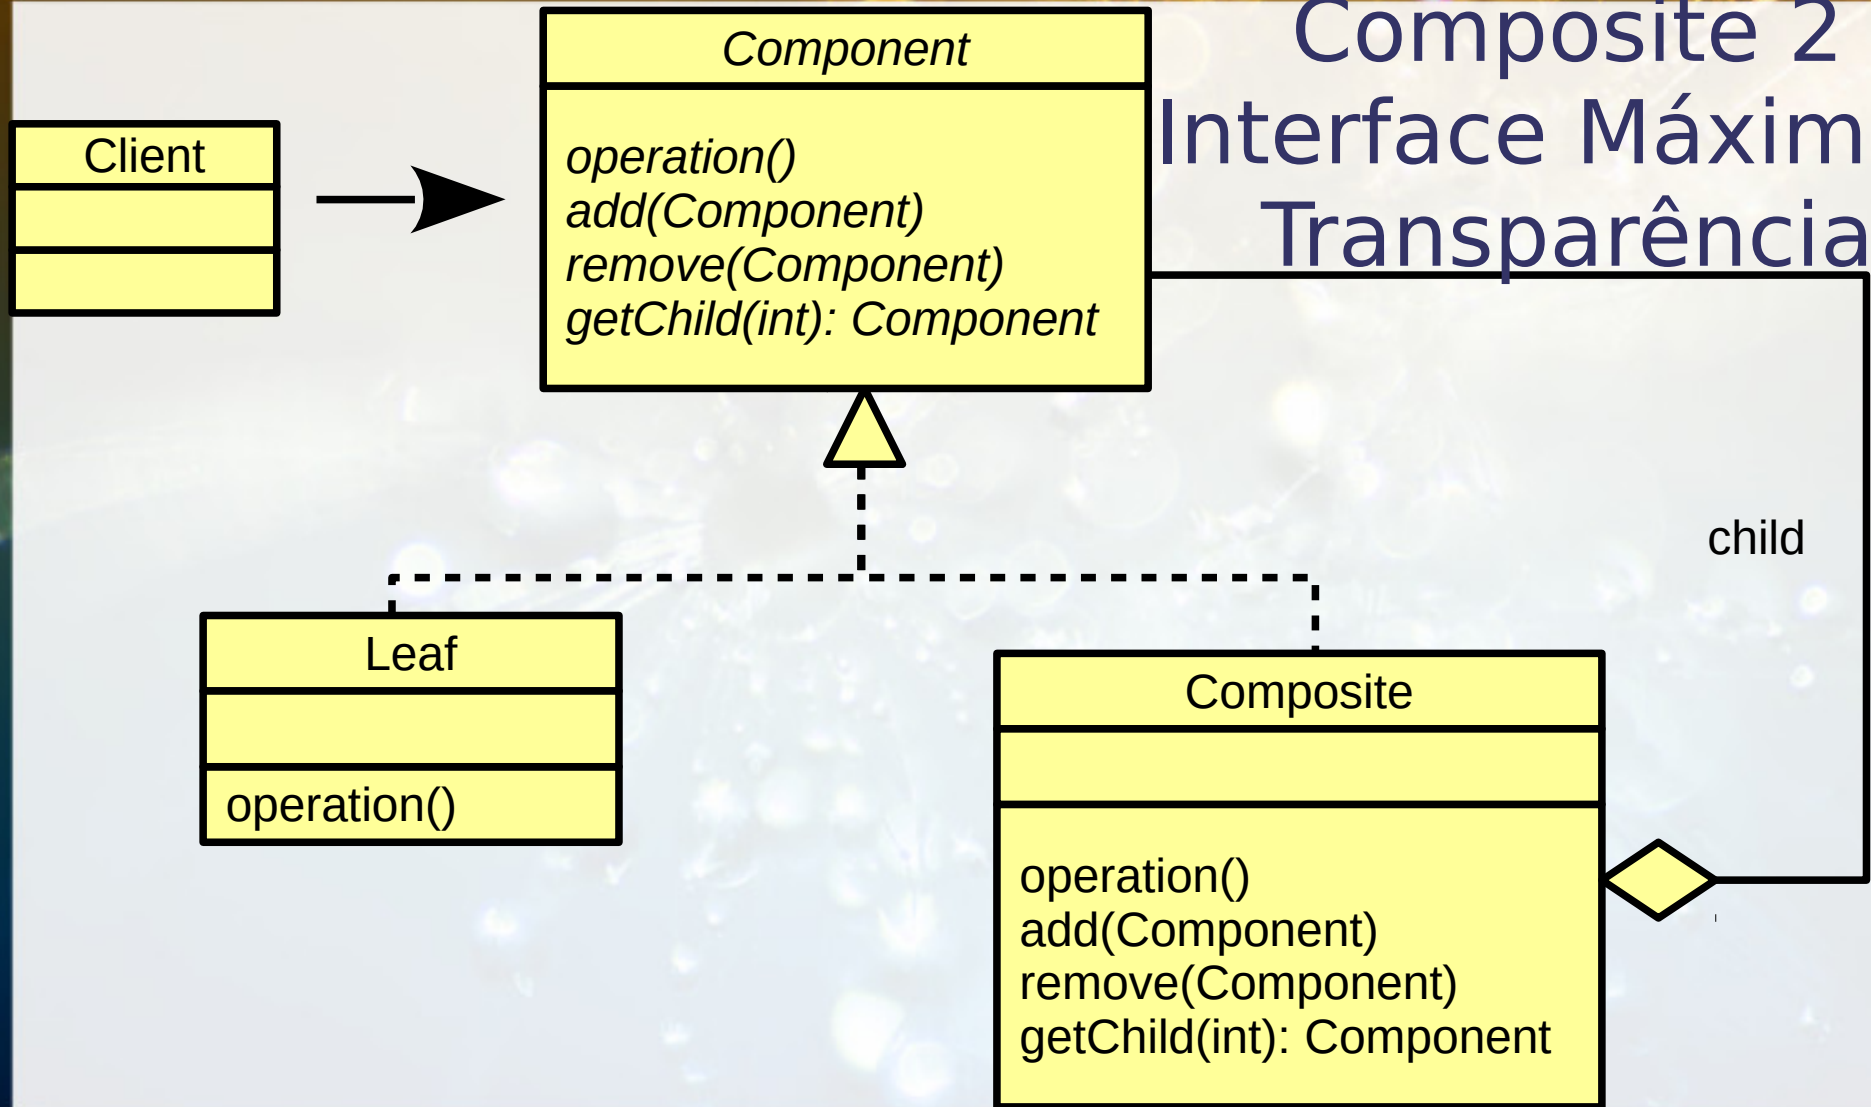 Composite 2
Interface Máxim
Transparência
Component
operation()
add(Component)
remove(Component)
getChild(int): Component
Client
child
Leaf
operation()
Composite
operation()
add(Component)
remove(Component)
getChild(int): Component